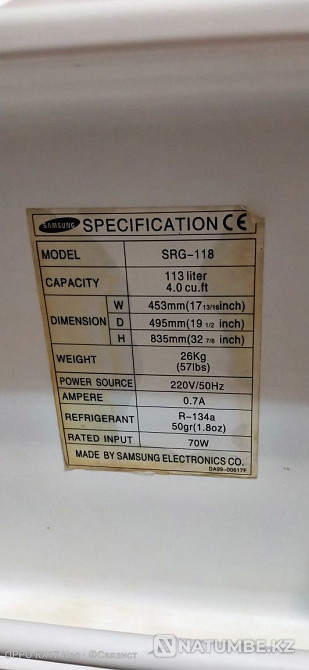 SAMSUNG SPECIFICATION CE
MODEL SRG-118
CAPACITY 113 liter
4.0 cu.ft
DIMENSION W 453mm(17 13/16inch)
D 495mm(19 1/2 inch)
H 835mm(32 7/8 inch)
WEIGHT 26Kg
(57lbs)
POWER SOURCE 220V/50Hz
AMPERE 0.7A
REFRIGERANT R-134a
50gr(1.8oz)
RATED INPUT 70W
MADE BY SAMSUNG ELECTRONICS CO.
DA99-00617F
©Связист
NATUMBE.KZ